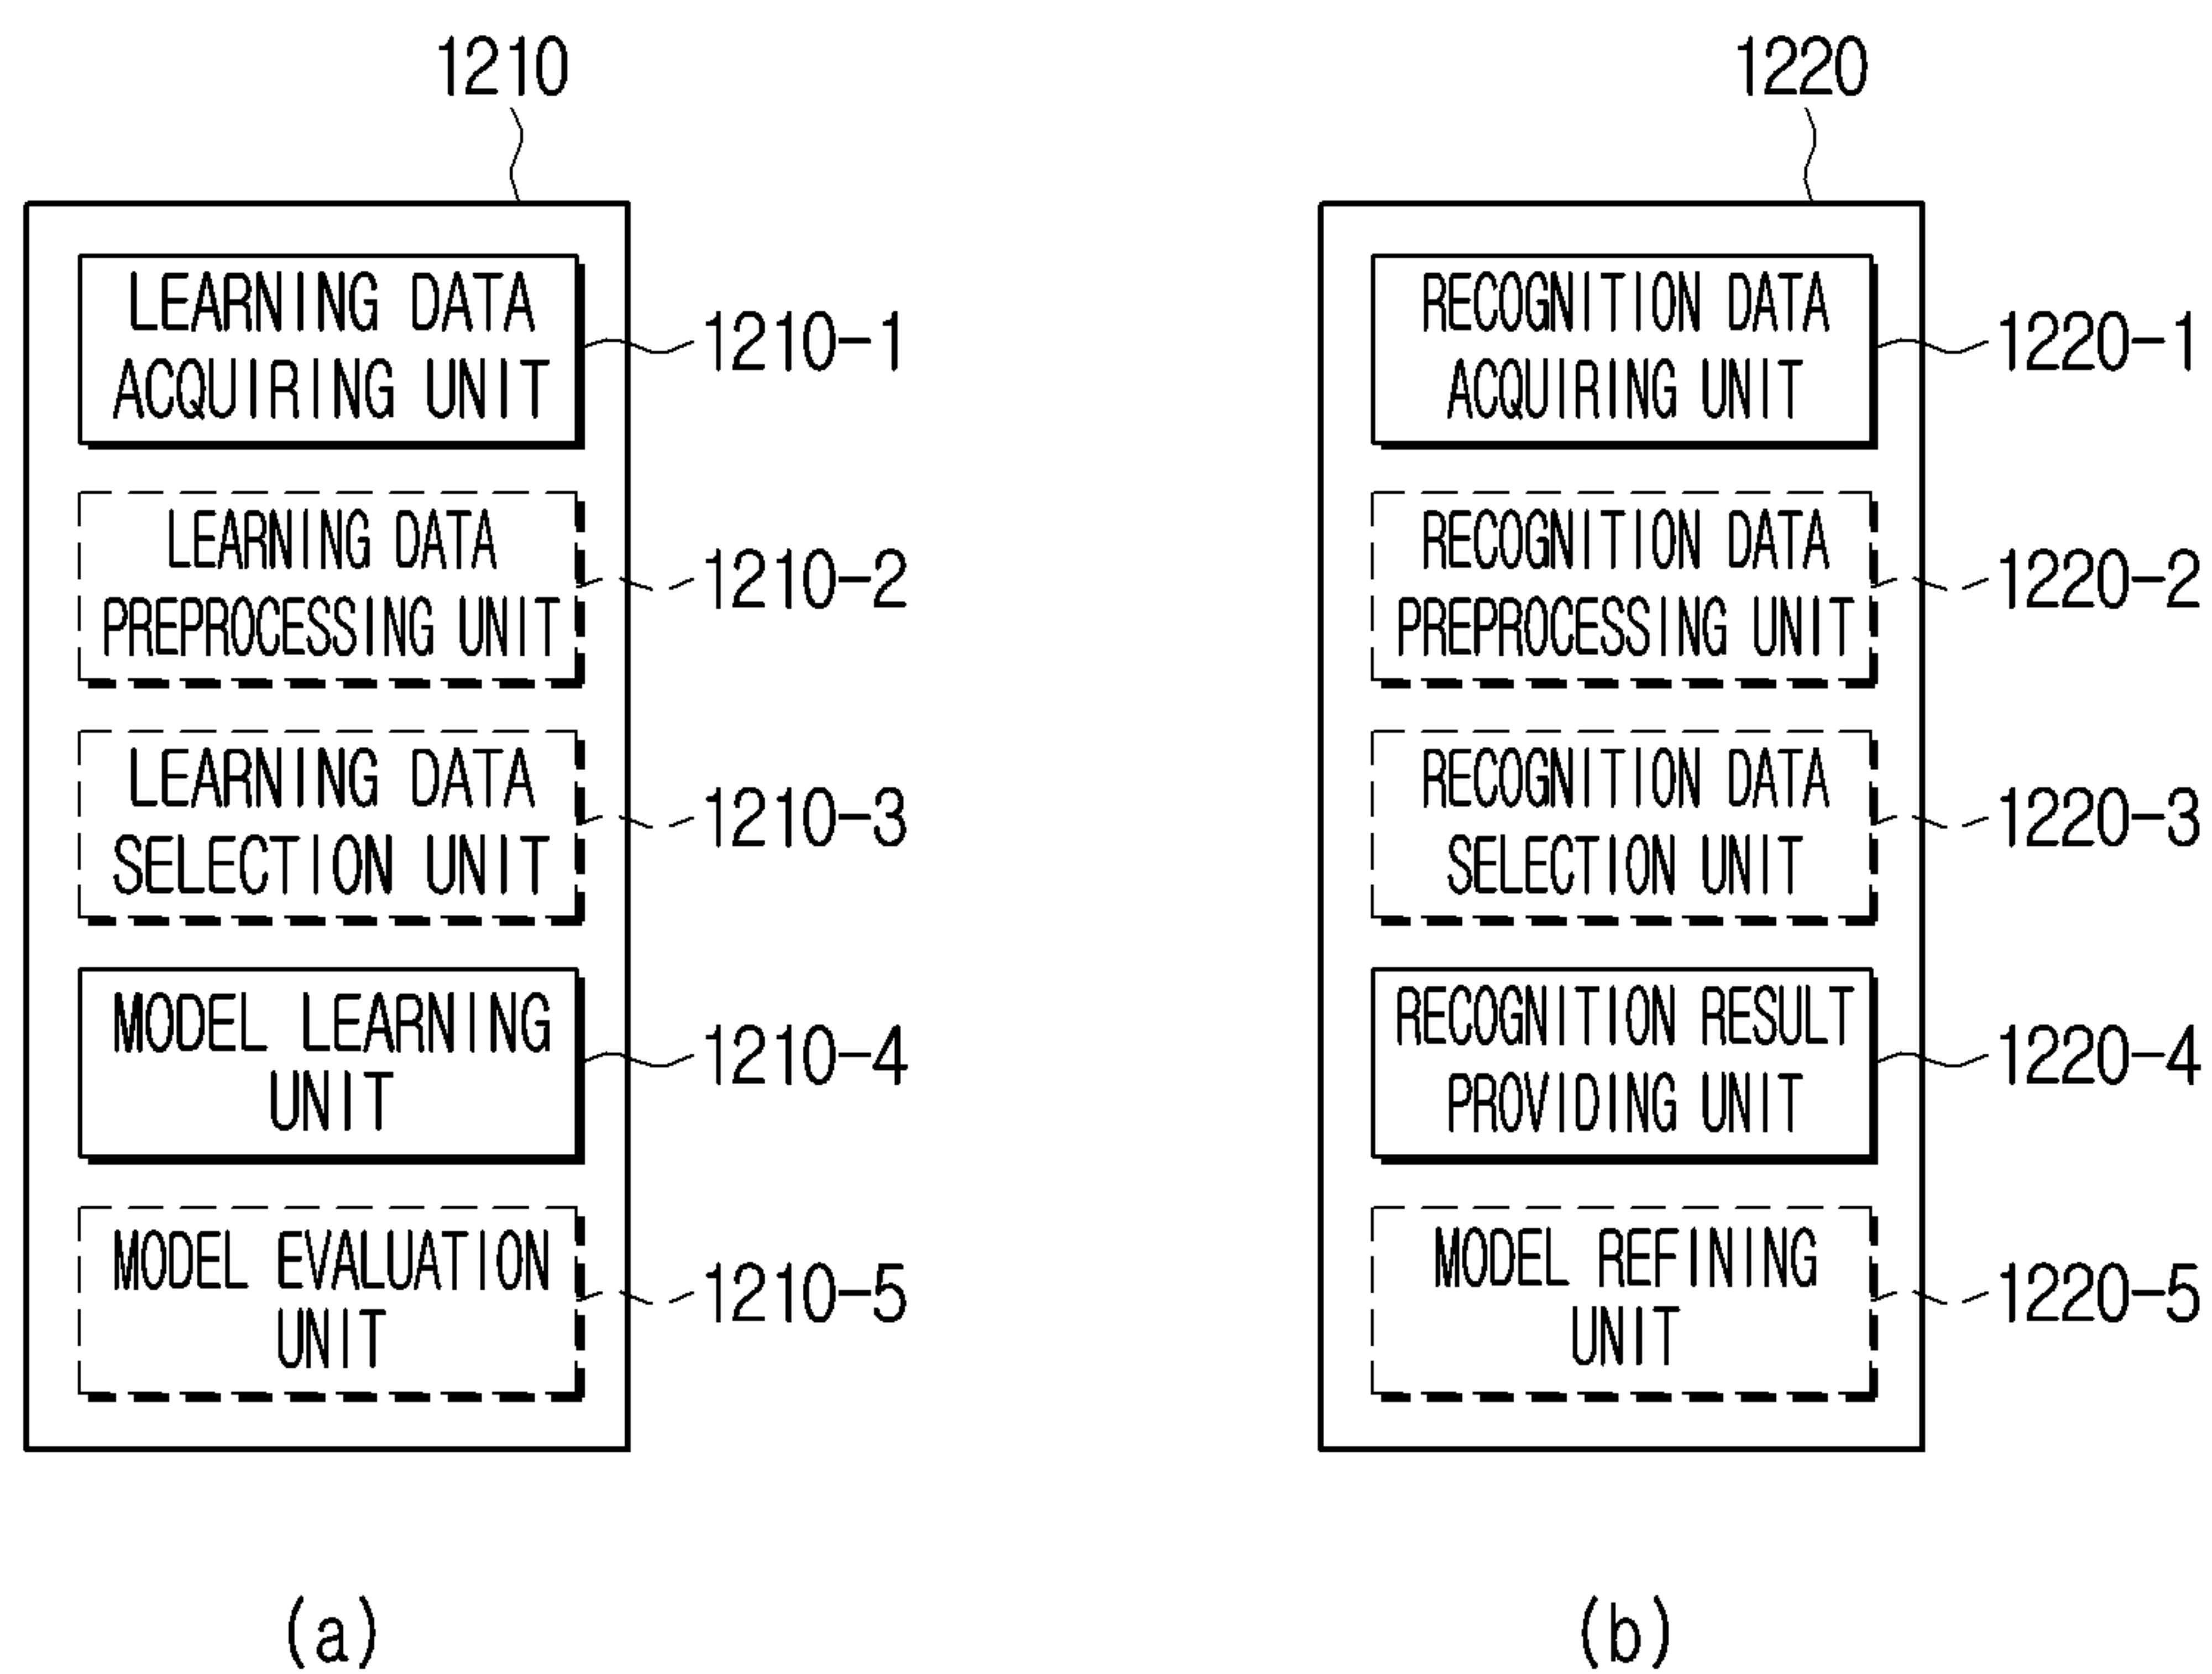 1210
LEARNING DATA
ACQUIRING UNIT
1210-1
LEARNING DATA
PREPROCESSING UNIT
1210-2
LEARNING DATA
SELECTION UNIT
1210-3
MODEL LEARNING
UNIT
1210-4
MODEL EVALUATION
UNIT
1210-5
(a)
1220
RECOGNITION DATA
ACQUIRING UNIT
1220-1
RECOGNITION DATA
PREPROCESSING UNIT
1220-2
RECOGNITION DATA
SELECTION UNIT
1220-3
RECOGNITION RESULT
PROVIDING UNIT
1220-4
MODEL REFINING
UNIT
1220-5
(b)